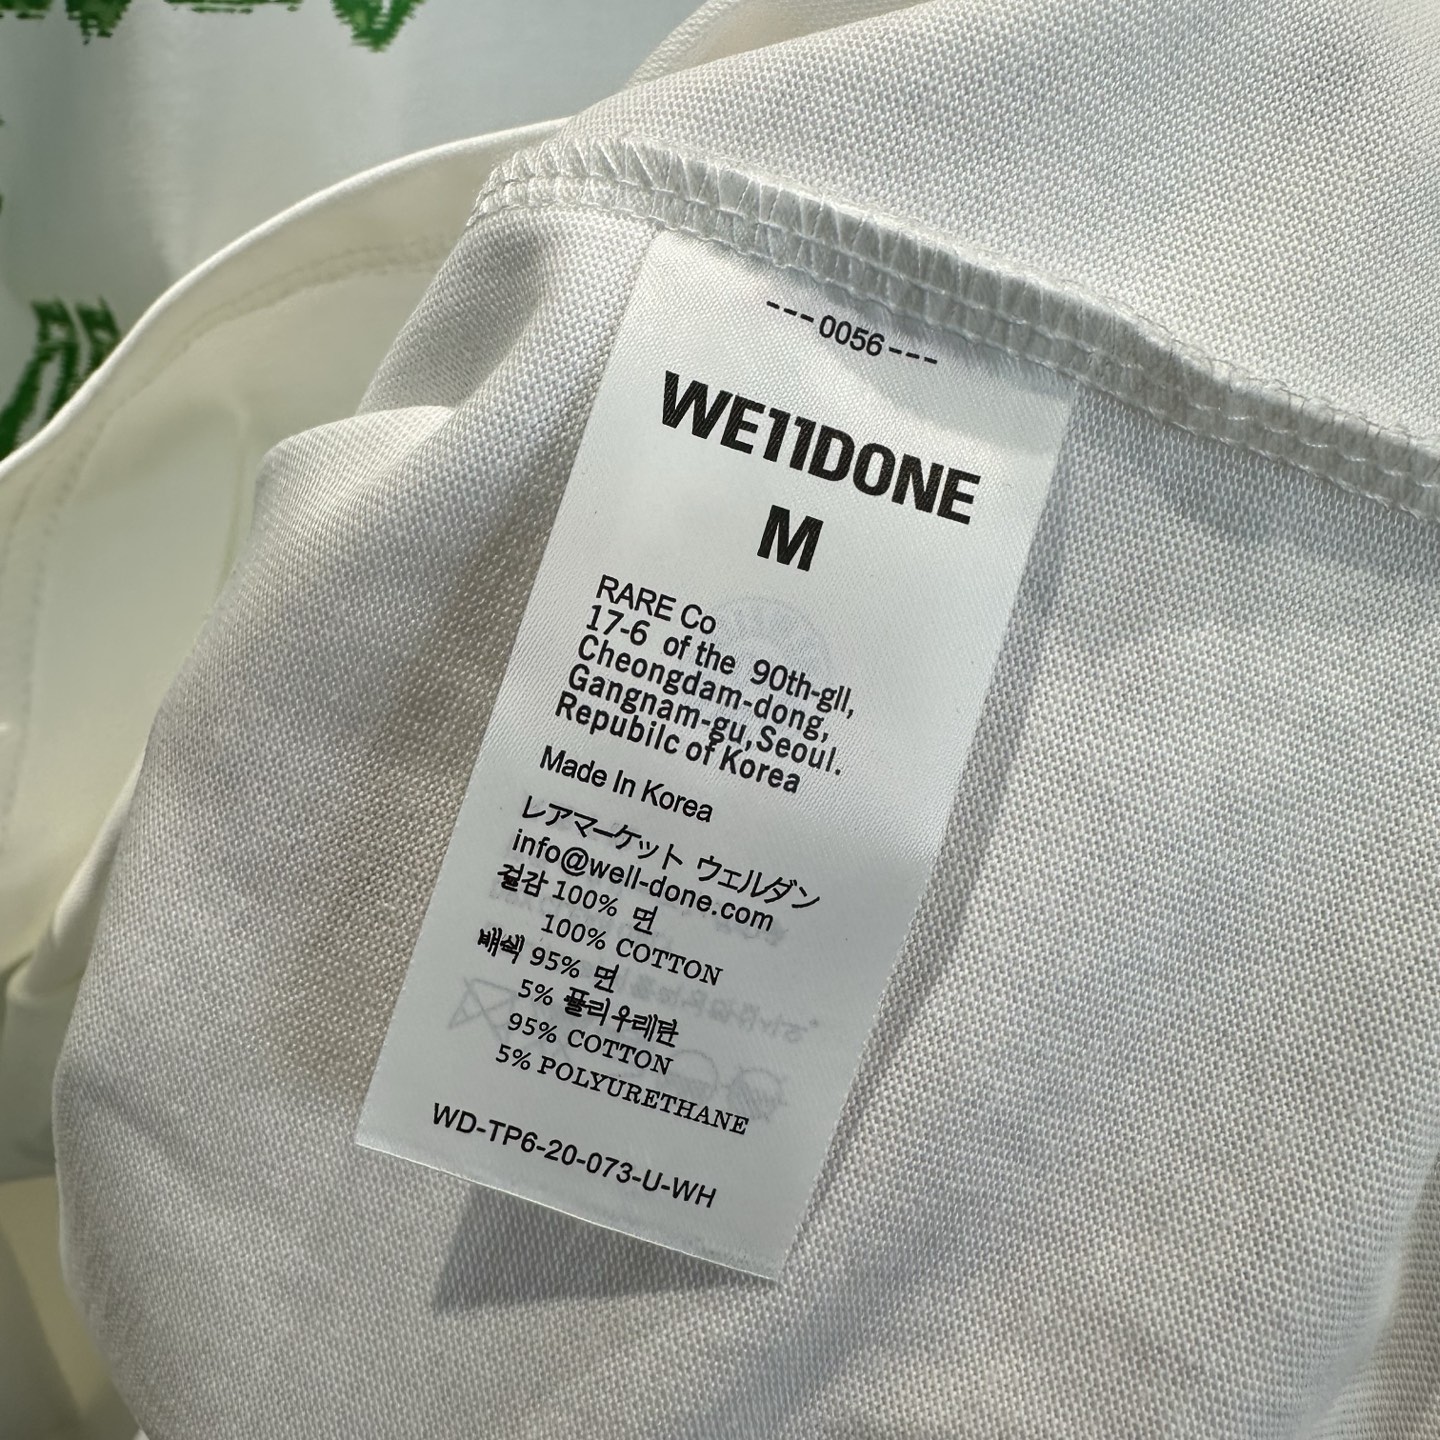 ---0056---
WE11DONE
M
RARE Co
17-6 of the 90th-gll,
Cheongdam-dong,
Gangnam-gu,Seoul.
Repubilc of Korea
Made In Korea
レアマーケット ウェルダン
info@well-done.com
겉감 100% 면
100% COTTON
배색 95% 면
5% 폴리우레탄
95% COTTON
5% POLYURETHANE
WD-TP6-20-073-U-WH